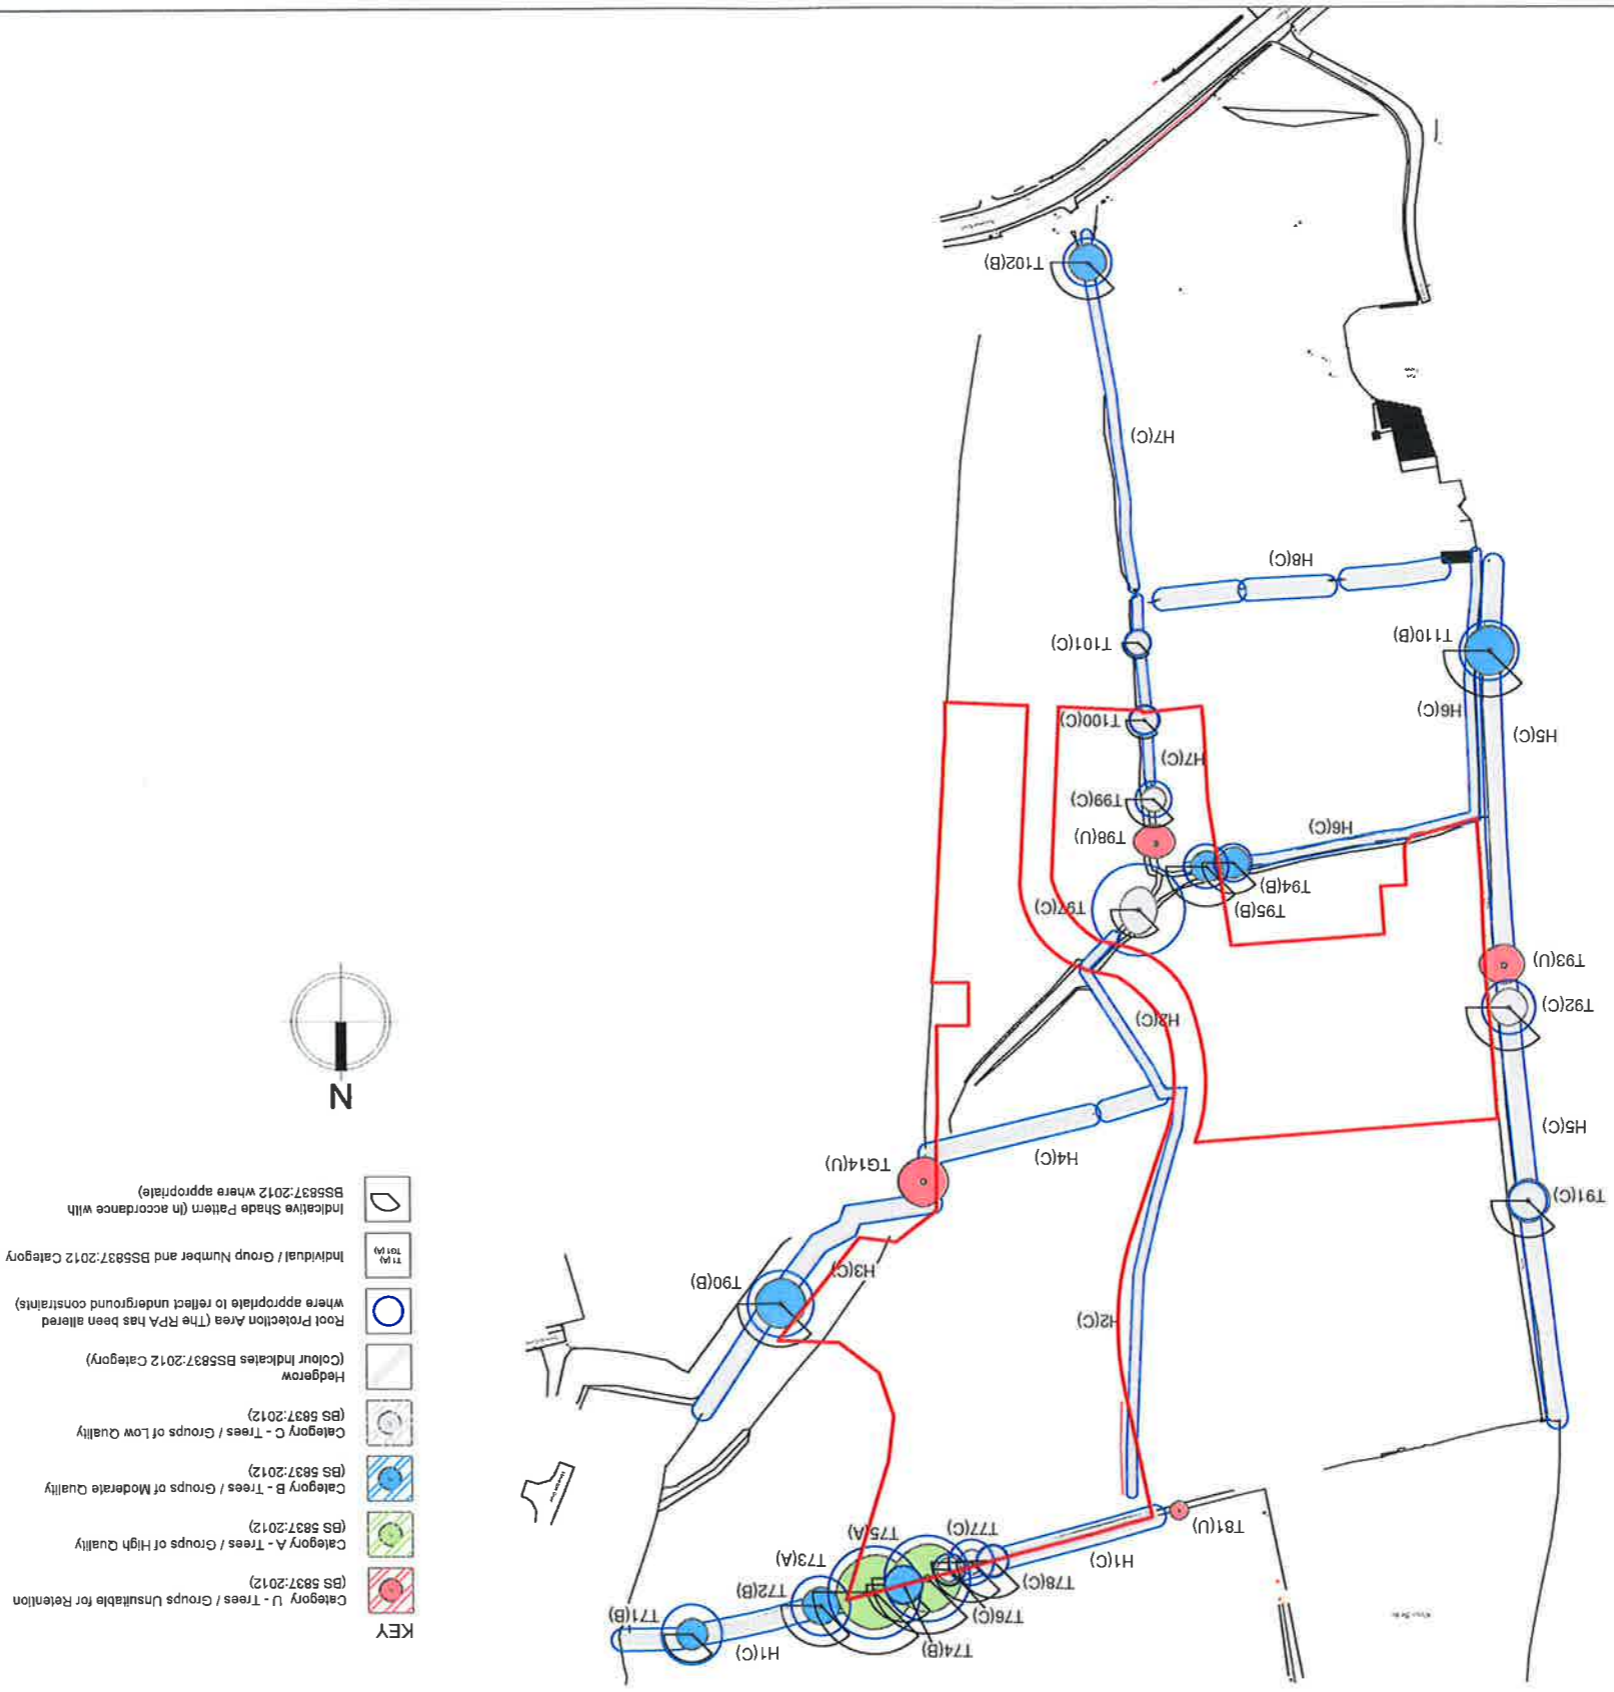 KEY
Category U - Trees / Groups Unsuitable for Retention
(BS 5837:2012)
Category A - Trees / Groups of High Quality
(BS 5837:2012)
Category B - Trees / Groups of Moderate Quality
(BS 5837:2012)
Category C - Trees / Groups of Low Quality
(BS 5837:2012)
Hedgerow
(Colour Indicates BS5837:2012 Category)
Root Protection Area (The RPA has been altered
where appropriate to reflect underground constraints)
T1 (A)
TG1 (A)
Individual / Group Number and BS5837:2012 Category
Indicative Shade Pattern (in accordance with
BS5837:2012 where appropriate)
N
H1(C)
T71(B)
T74(B)
T76(C)
T72(B)
T78(C)
T73(A)
H1(C)
T75(A)
T77(C)
T81(U)
H2(C)
T90(B)
H3(C)
T91(C)
TG14(U)
H4(C)
H5(C)
H2(C)
T92(C)
T93(U)
T95(B)
T97(C)
T94(B)
T98(U)
H6(C)
T99(C)
H7(C)
H5(C)
T100(C)
H6(C)
T101(C)
T110(B)
H8(C)
H7(C)
T102(B)